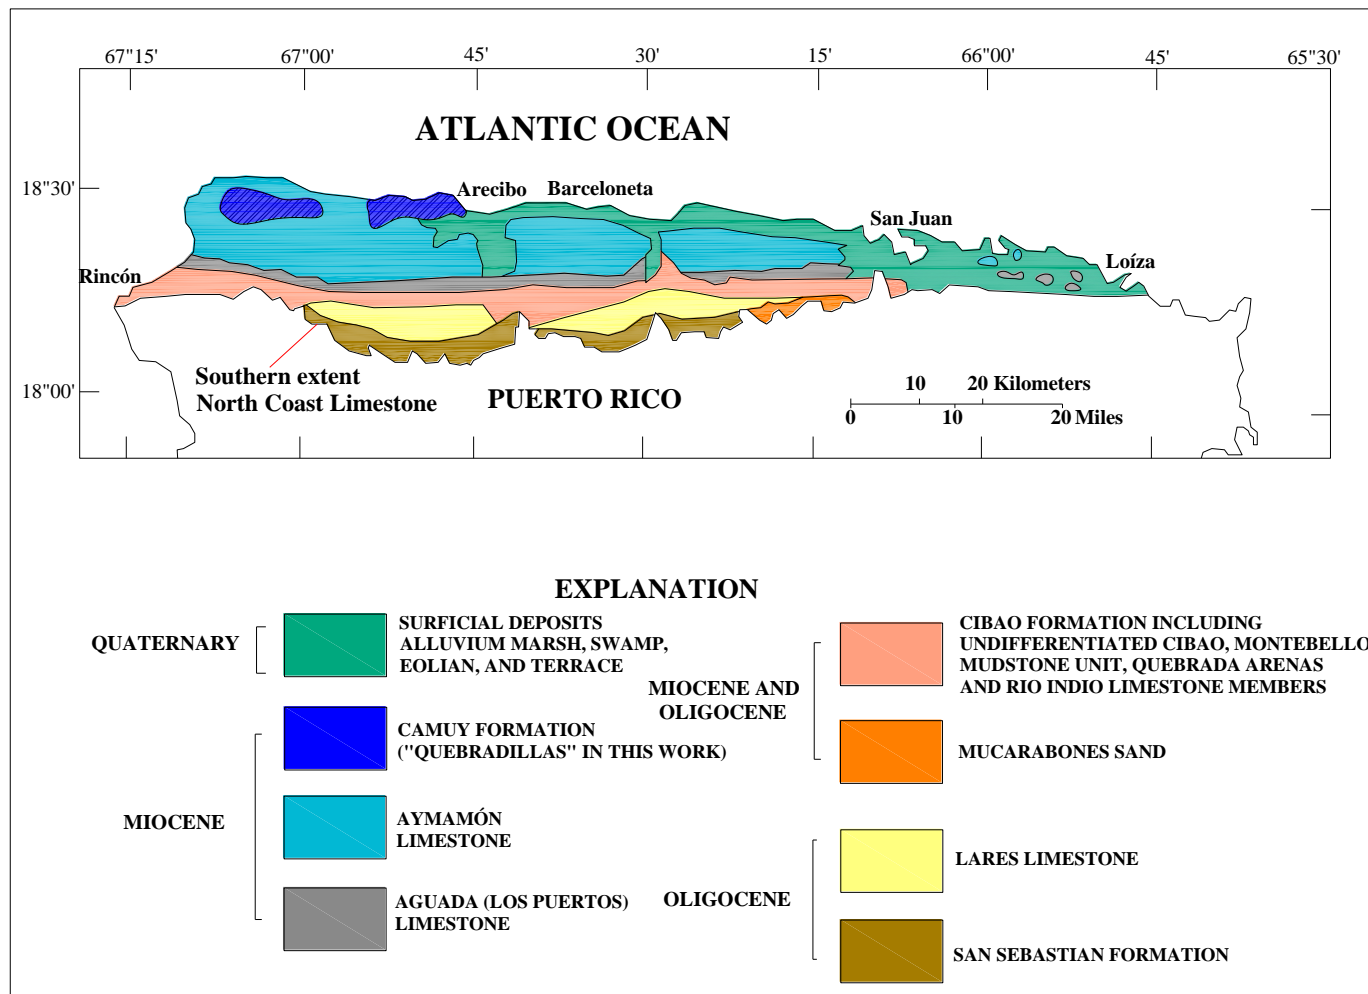 67"15' 67"00' 45' 30' 15' 66"00' 45' 65"30'
ATLANTIC OCEAN
18"30'
Arecibo Barceloneta
San Juan
Loíza
Rincón
Southern extent
North Coast Limestone
PUERTO RICO
18"00'
10 20 Kilometers
0 10 20 Miles
EXPLANATION
QUATERNARY
SURFICIAL DEPOSITS
ALLUVIUM MARSH, SWAMP,
EOLIAN, AND TERRACE
MIOCENE
CAMUY FORMATION
("QUEBRADILLAS" IN THIS WORK)
AYMAMÓN
LIMESTONE
AGUADA (LOS PUERTOS)
LIMESTONE
MIOCENE AND
OLIGOCENE
CIBAO FORMATION INCLUDING
UNDIFFERENTIATED CIBAO, MONTEBELLO
MUDSTONE UNIT, QUEBRADA ARENAS
AND RIO INDIO LIMESTONE MEMBERS
MUCARABONES SAND
OLIGOCENE
LARES LIMESTONE
SAN SEBASTIAN FORMATION